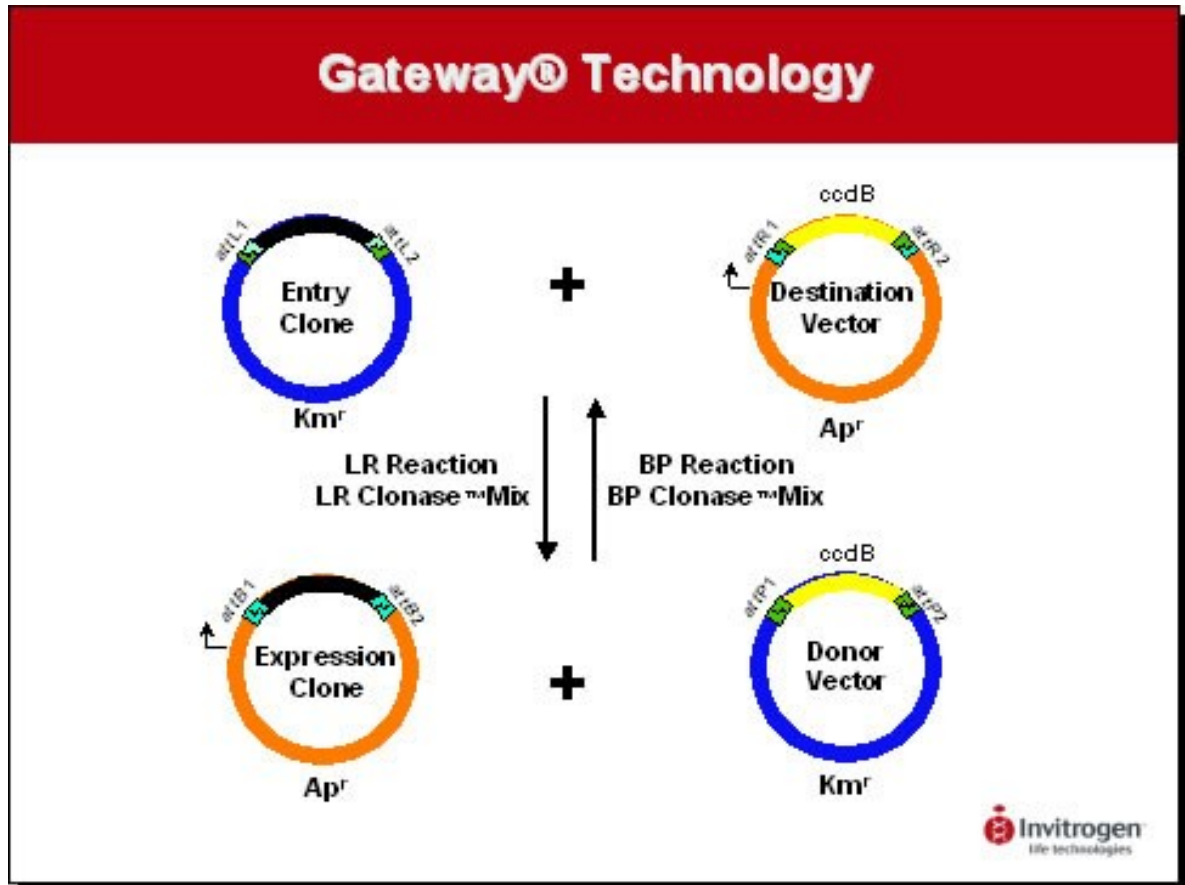 Gateway® Technology
attL1
attL2
Entry
Clone
Kmʳ
+
ccdB
attR1
attR2
Destination
Vector
Apʳ
LR Reaction
LR Clonase™Mix
BP Reaction
BP Clonase™Mix
attB1
attB2
Expression
Clone
Apʳ
+
ccdB
attP1
attP2
Donor
Vector
Kmʳ
Invitrogen
life technologies